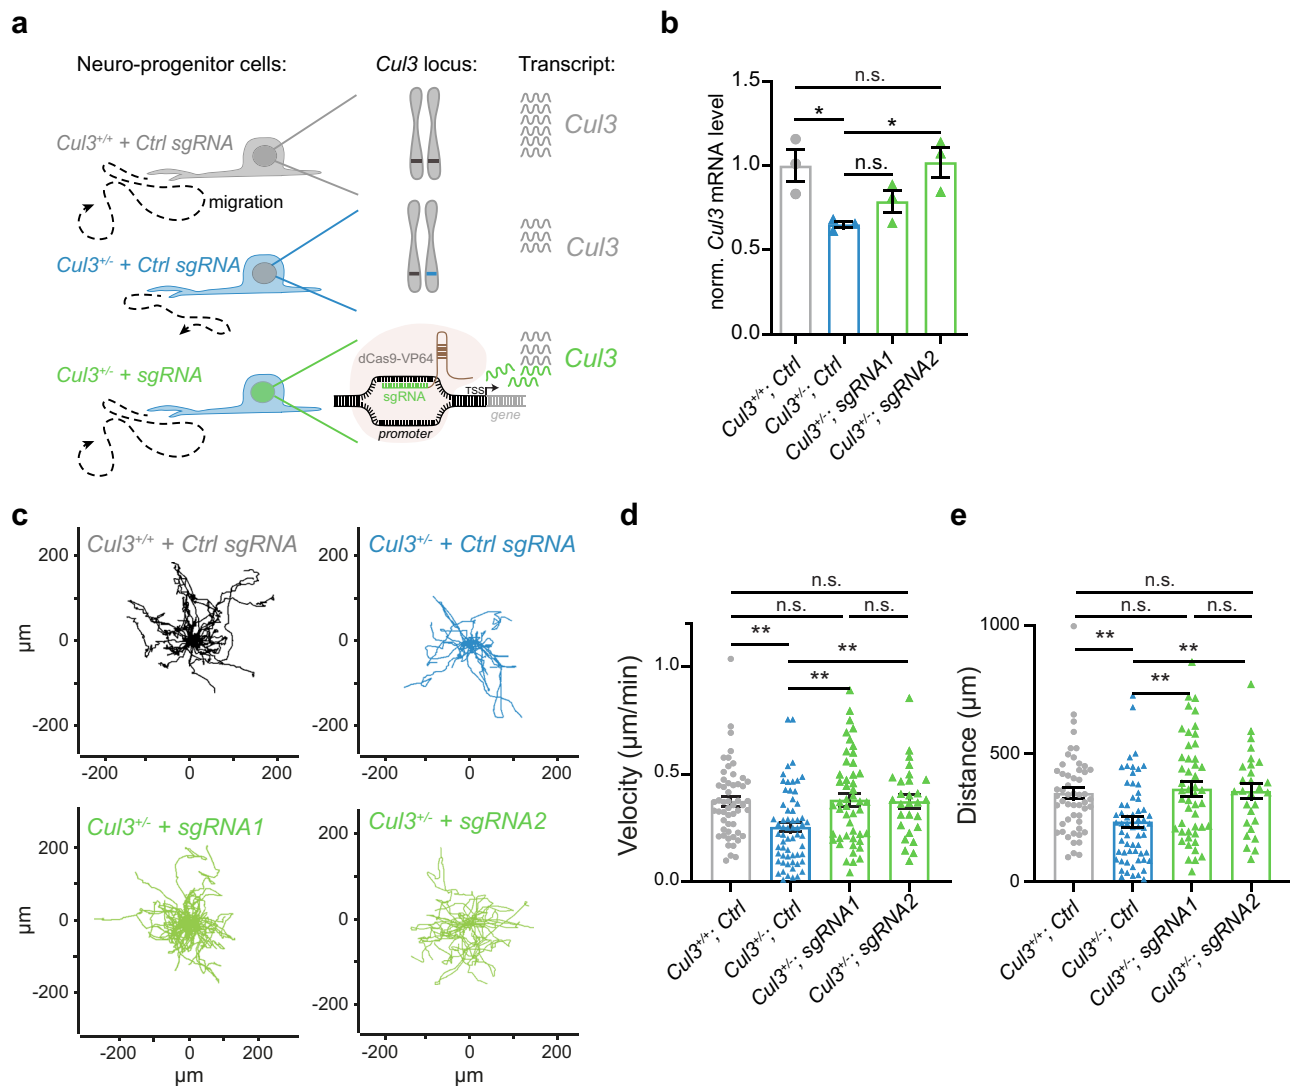 a
Neuro-progenitor cells:
Cul3 locus:
Transcript:
Cul3+/+ + Ctrl sgRNA
Cul3
migration
Cul3+/- + Ctrl sgRNA
Cul3
Cul3+/- + sgRNA
dCas9-VP64
sgRNA
TSS
promoter
gene
Cul3
b
norm. Cul3 mRNA level
1.5
1.0
0.5
0.0
n.s.
*
*
n.s.
Cul3+/+; Ctrl
Cul3+/-; Ctrl
Cul3+/-; sgRNA1
Cul3+/-; sgRNA2
c
Cul3+/+ + Ctrl sgRNA
µm
200
0
-200
-200
0
200
Cul3+/- + Ctrl sgRNA
200
0
-200
-200
0
200
Cul3+/- + sgRNA1
µm
200
0
-200
-200
0
200
µm
Cul3+/- + sgRNA2
200
0
-200
-200
0
200
µm
d
Velocity (µm/min)
1.0
0.5
0.0
n.s.
n.s.
n.s.
**
**
**
Cul3+/+; Ctrl
Cul3+/-; Ctrl
Cul3+/-; sgRNA1
Cul3+/-; sgRNA2
e
Distance (µm)
1000
500
0
n.s.
n.s.
n.s.
**
**
**
Cul3+/+; Ctrl
Cul3+/-; Ctrl
Cul3+/-; sgRNA1
Cul3+/-; sgRNA2